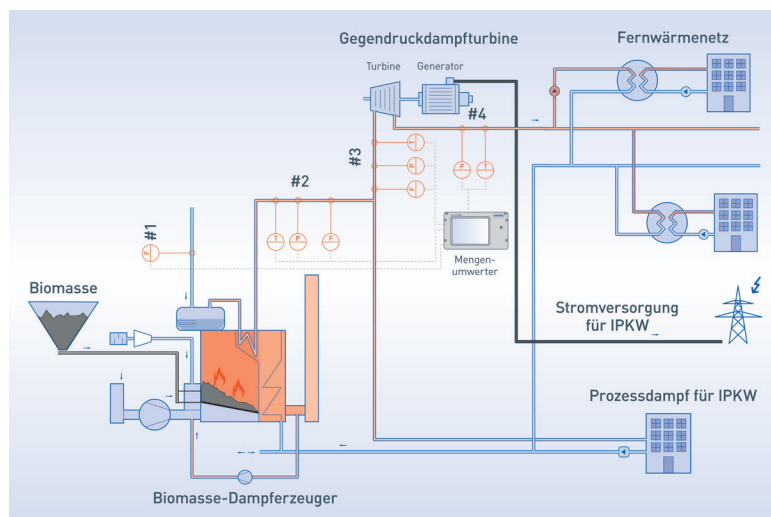 Gegendruckdampfturbine
Fernwärmenetz
Turbine
Generator
#4
#3
T
P
F
P
T
#2
#1
F
T
P
F
Mengen-
umwerter
Biomasse
Stromversorgung
für IPKW
Prozessdampf für IPKW
Biomasse-Dampferzeuger